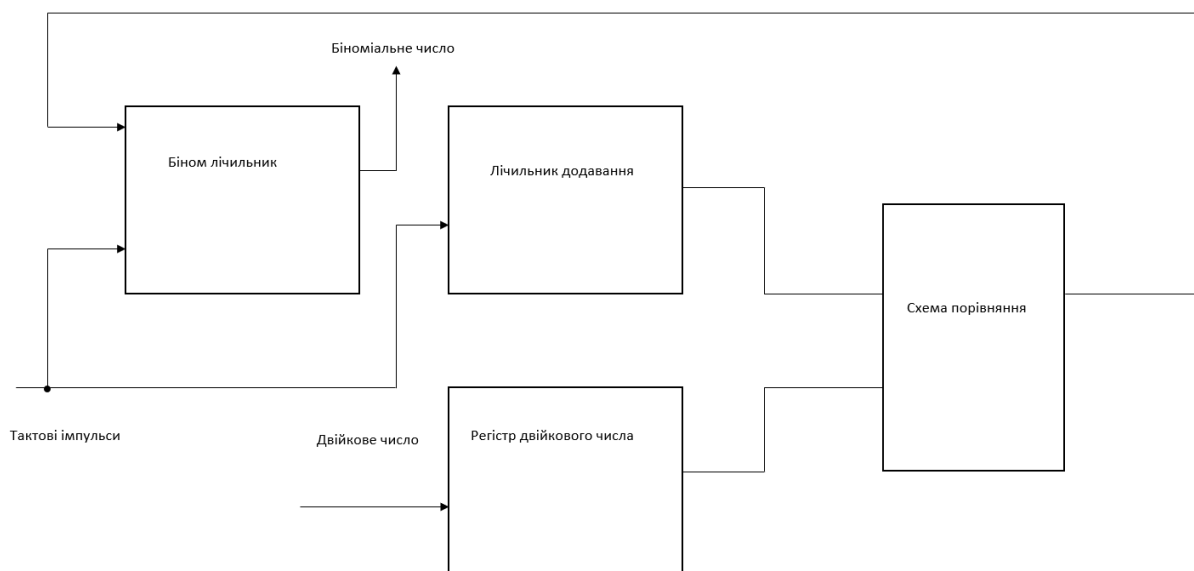 Біноміальне число
Біном лічильник
Лічильник додавання
Схема порівняння
Тактові імпульси
Двійкове число
Регістр двійкового числа